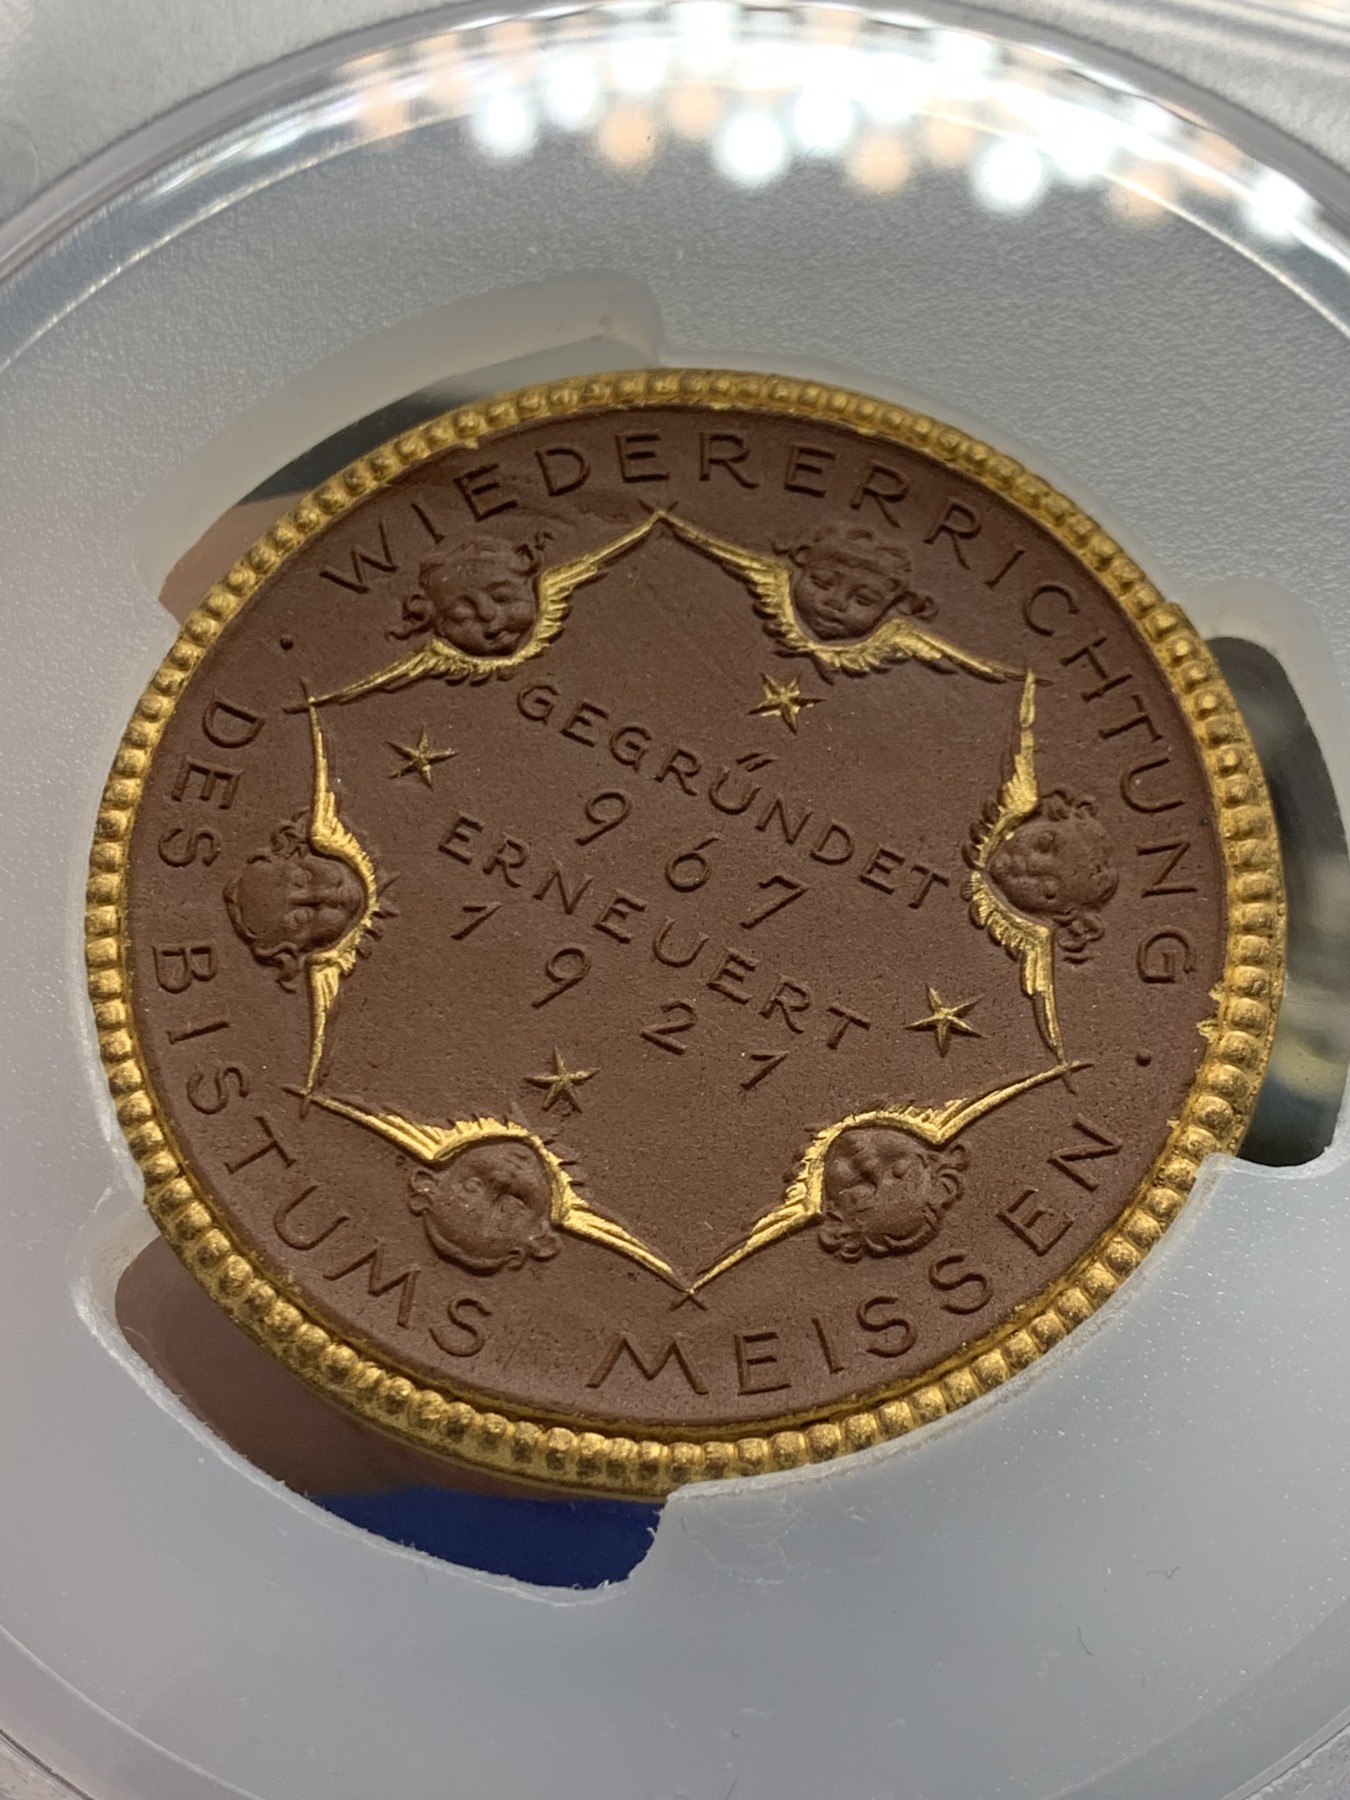 WIEDERERRICHTUNG ·
DES BISTUMS MEISSEN ·
GEGRÜNDET
967
ERNEUERT
1921